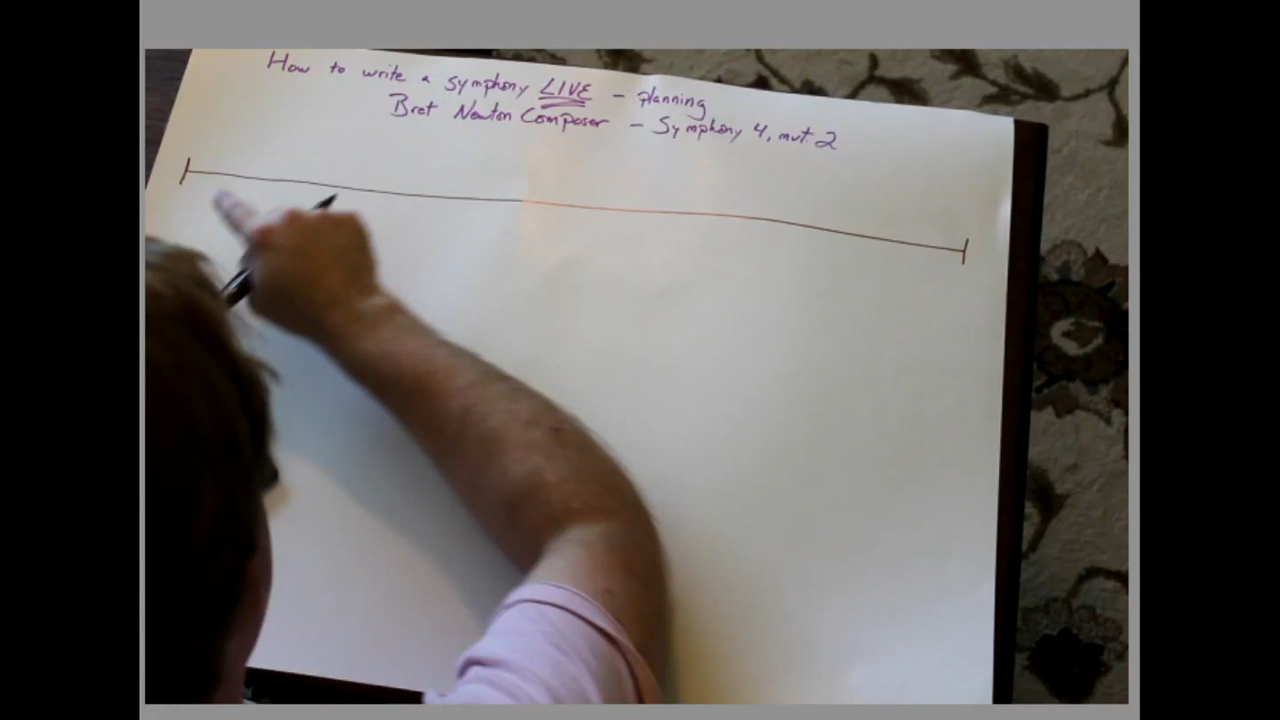 How to write a symphony LIVE - planning
Bret Newton Composer - Symphony 4, mvt. 2